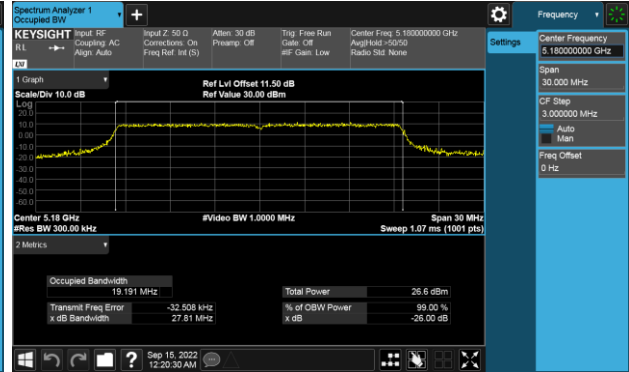 Spectrum Analyzer 1
Occupied BW
Frequency
KEYSIGHT
RL
Input: RF
Coupling: AC
Align: Auto
Input Z: 50 Ω
Corrections: On
Freq Ref: Int (S)
Atten: 30 dB
Preamp: Off
Trig: Free Run
Gate: Off
#IF Gain: Low
Center Freq: 5.180000000 GHz
Avg|Hold:>50/50
Radio Std: None
LXI
Settings
Center Frequency
5.180000000 GHz
Span
30.000 MHz
CF Step
3.000000 MHz
Auto
Man
Freq Offset
0 Hz
1 Graph
Scale/Div 10.0 dB
Ref Lvl Offset 11.50 dB
Ref Value 30.00 dBm
Log
20.0
10.0
0.00
-10.0
-20.0
-30.0
-40.0
-50.0
-60.0
Center 5.18 GHz
#Res BW 300.00 kHz
#Video BW 1.0000 MHz
Span 30 MHz
Sweep 1.07 ms (1001 pts)
2 Metrics
Occupied Bandwidth
19.191 MHz
Transmit Freq Error -32.508 kHz
x dB Bandwidth 27.81 MHz
Total Power 26.6 dBm
% of OBW Power 99.00 %
x dB -26.00 dB
?
Sep 15, 2022
12:20:30 AM